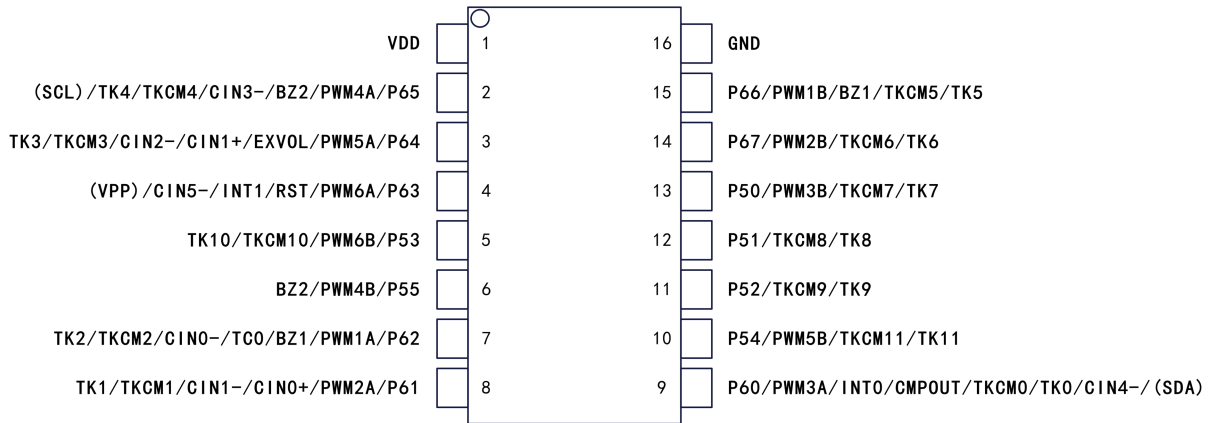 VDD 1 16 GND
(SCL)/TK4/TKCM4/CIN3-/BZ2/PWM4A/P65 2 15 P66/PWM1B/BZ1/TKCM5/TK5
TK3/TKCM3/CIN2-/CIN1+/EXVOL/PWM5A/P64 3 14 P67/PWM2B/TKCM6/TK6
(VPP)/CIN5-/INT1/RST/PWM6A/P63 4 13 P50/PWM3B/TKCM7/TK7
TK10/TKCM10/PWM6B/P53 5 12 P51/TKCM8/TK8
BZ2/PWM4B/P55 6 11 P52/TKCM9/TK9
TK2/TKCM2/CIN0-/TC0/BZ1/PWM1A/P62 7 10 P54/PWM5B/TKCM11/TK11
TK1/TKCM1/CIN1-/CIN0+/PWM2A/P61 8 9 P60/PWM3A/INT0/CMPOUT/TKCM0/TK0/CIN4-/(SDA)